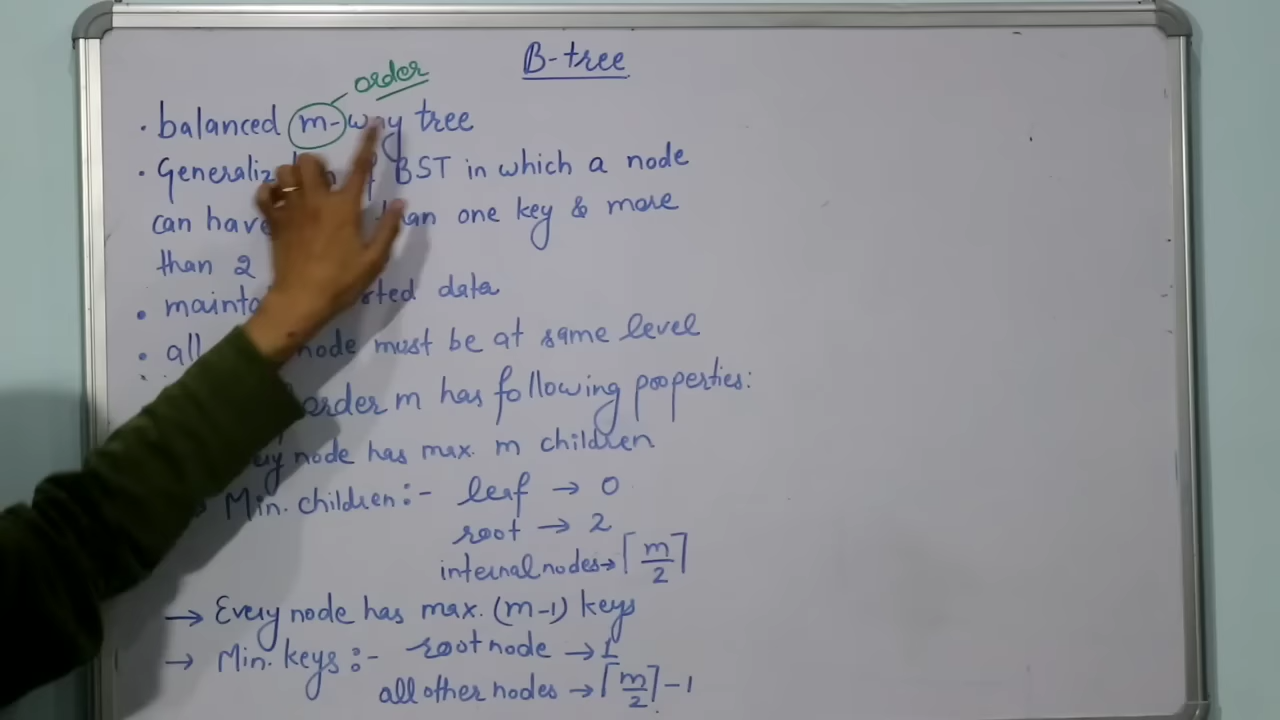 B-tree
order
• balanced m-way tree
• Generaliz BST in which a node
can have than one key & more
than 2
• maint rted data
• all node must be at same level
order m has following properties:
node has max. m children
Min. children:- leaf → 0
root → 2
internal nodes→ ⌈m/2⌉
→ Every node has max. (m-1) keys
→ Min. keys:- root node → 1
all other nodes → ⌈m/2⌉-1